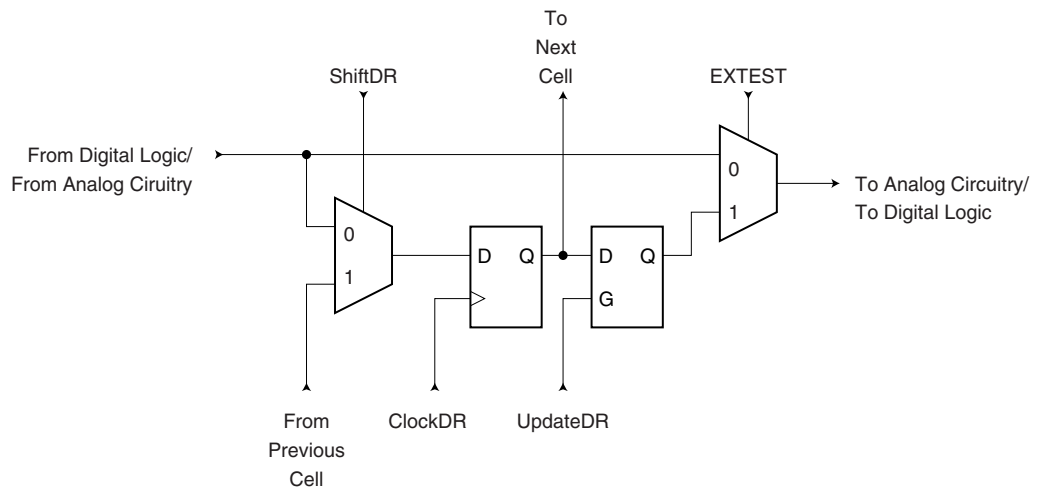 To
Next
Cell
ShiftDR
EXTEST
From Digital Logic/
From Analog Ciruitry
0
1
To Analog Circuitry/
To Digital Logic
0
1
D Q
D Q
G
From
Previous
Cell
ClockDR
UpdateDR